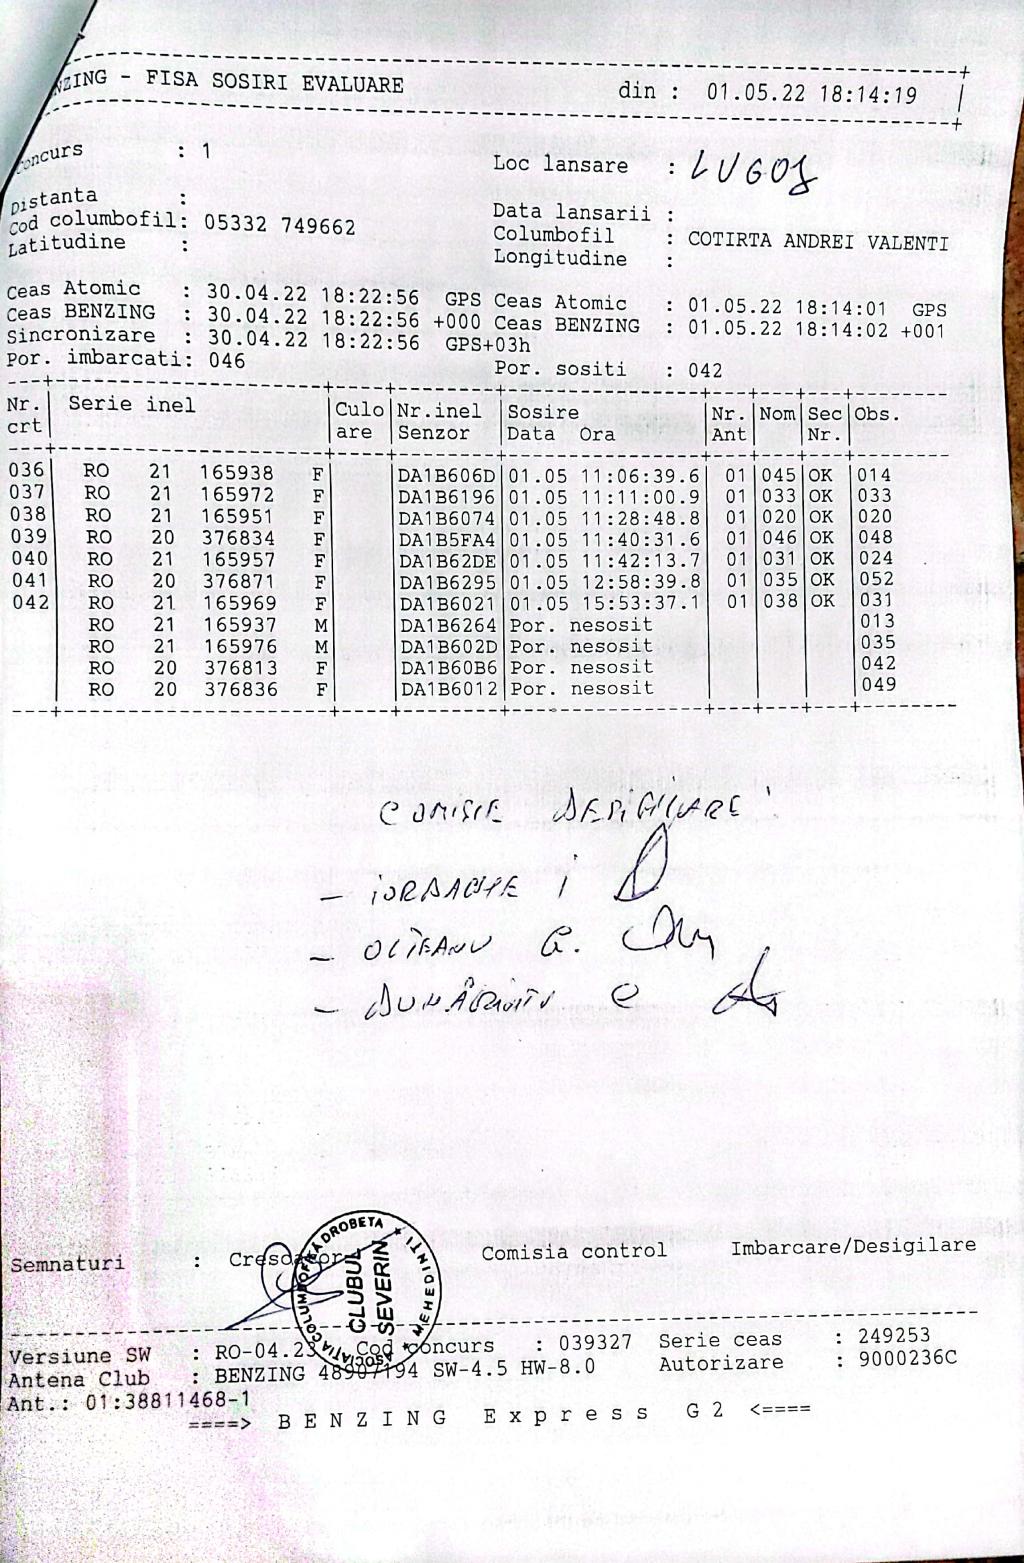 NZING - FISA SOSIRI EVALUARE din : 01.05.22 18:14:19
oncurs : 1 Loc lansare : LUGOJ
Distanta : Data lansarii :
Cod columbofil: 05332 749662 Columbofil : COTIRTA ANDREI VALENTI
Latitudine : Longitudine :
Ceas Atomic : 30.04.22 18:22:56 GPS Ceas Atomic : 01.05.22 18:14:01 GPS
Ceas BENZING : 30.04.22 18:22:56 +000 Ceas BENZING : 01.05.22 18:14:02 +001
Sincronizare : 30.04.22 18:22:56 GPS+03h
Por. imbarcati: 046 Por. sositi : 042
Nr. Serie inel Culo Nr.inel Sosire Nr. Nom Sec Obs.
crt are Senzor Data Ora Ant Nr.
036 RO 21 165938 F DA1B606D 01.05 11:06:39.6 01 045 OK 014
037 RO 21 165972 F DA1B6196 01.05 11:11:00.9 01 033 OK 033
038 RO 21 165951 F DA1B6074 01.05 11:28:48.8 01 020 OK 020
039 RO 20 376834 F DA1B5FA4 01.05 11:40:31.6 01 046 OK 048
040 RO 21 165957 F DA1B62DE 01.05 11:42:13.7 01 031 OK 024
041 RO 20 376871 F DA1B6295 01.05 12:58:39.8 01 035 OK 052
042 RO 21 165969 F DA1B6021 01.05 15:53:37.1 01 038 OK 031
RO 21 165937 M DA1B6264 Por. nesosit 013
RO 21 165976 M DA1B602D Por. nesosit 035
RO 20 376813 F DA1B60B6 Por. nesosit 042
RO 20 376836 F DA1B6012 Por. nesosit 049
COMISIE DESIGILARE :
- IORDACHE I
- OLTEANU G.
- DUMĂRIUȚU C
Semnaturi : Crescator Comisia control Imbarcare/Desigilare
ASOCIATIA COLUMBOFILA DROBETA * MEHEDINTI *
CLUBUL
SEVERIN
Versiune SW : RO-04.23 Cod concurs : 039327 Serie ceas : 249253
Antena Club : BENZING 48907194 SW-4.5 HW-8.0 Autorizare : 9000236C
Ant.: 01:38811468-1
====> BENZING Express G2 <====